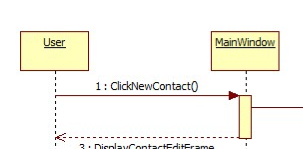 User
MainWindow
1 : ClickNewContact()
3 : DisplayContactEditFrame